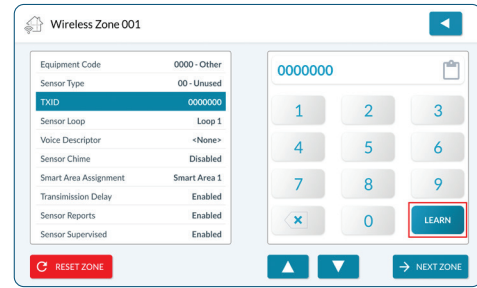 Wireless Zone 001
Equipment Code 0000 - Other
Sensor Type 00 - Unused
TXID 0000000
Sensor Loop Loop 1
Voice Descriptor <None>
Sensor Chime Disabled
Smart Area Assignment Smart Area 1
Transimission Delay Enabled
Sensor Reports Enabled
Sensor Supervised Enabled
RESET ZONE
0000000
1 2 3
4 5 6
7 8 9
0 LEARN
NEXT ZONE